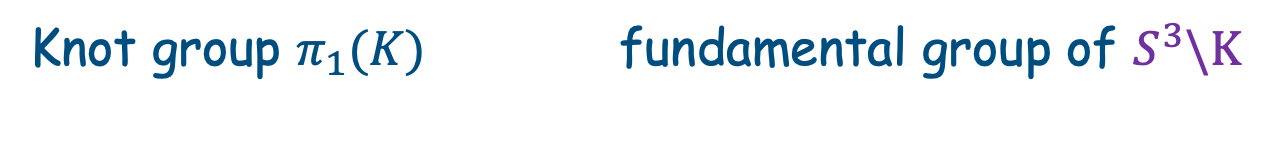 Knot group π₁(K) fundamental group of S³\K